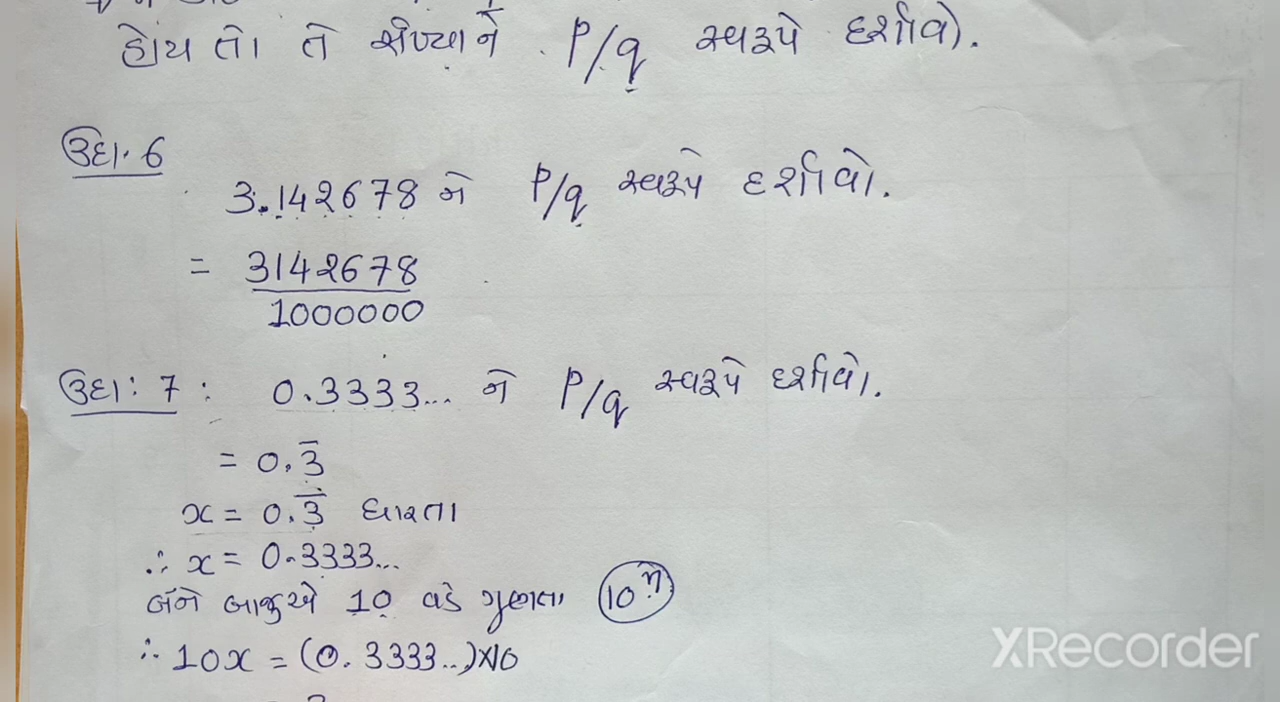 હોય તો તે સંખ્યાને P/q સ્વરૂપે દર્શાવો.
ઉદા. 6
3.142678 ને P/q સ્વરૂપે દર્શાવો.
= 3142678
1000000
ઉદા: 7 : 0.3333... ને P/q સ્વરૂપે દર્શાવો.
= 0.3̅
x = 0.3̅ ધારતા
∴ x = 0.3333...
બંને બાજુએ 10 વડે ગુણતા 10ⁿ
∴ 10x = (0.3333..)×10
XRecorder